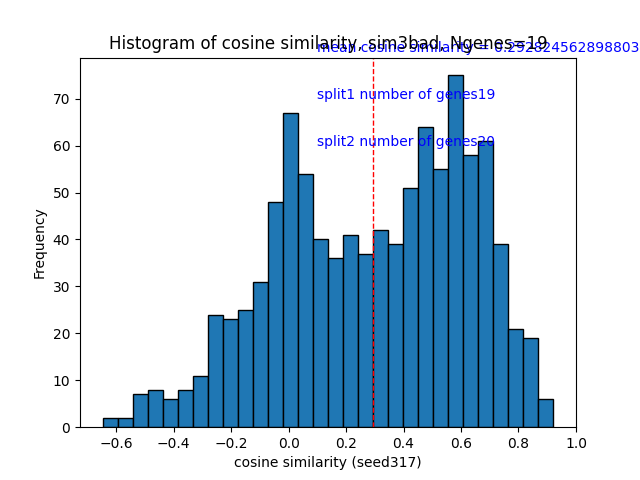 Histogram of cosine similarity, sim3bad, Ngenes=19
mean cosine similarity = 0.292824562898803
split1 number of genes19
split2 number of genes20
Frequency
70
60
50
40
30
20
10
0
−0.6 −0.4 −0.2 0.0 0.2 0.4 0.6 0.8 1.0
cosine similarity (seed317)